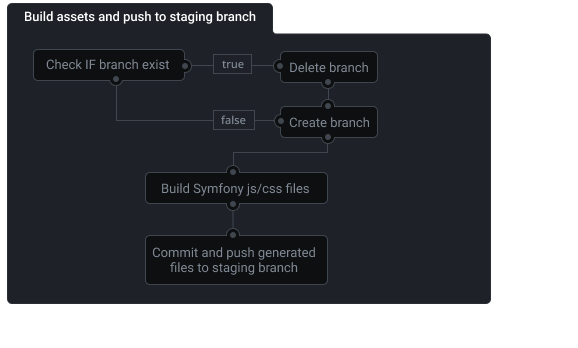 Build assets and push to staging branch
Check IF branch exist
true
Delete branch
false
Create branch
Build Symfony js/css files
Commit and push generated
files to staging branch